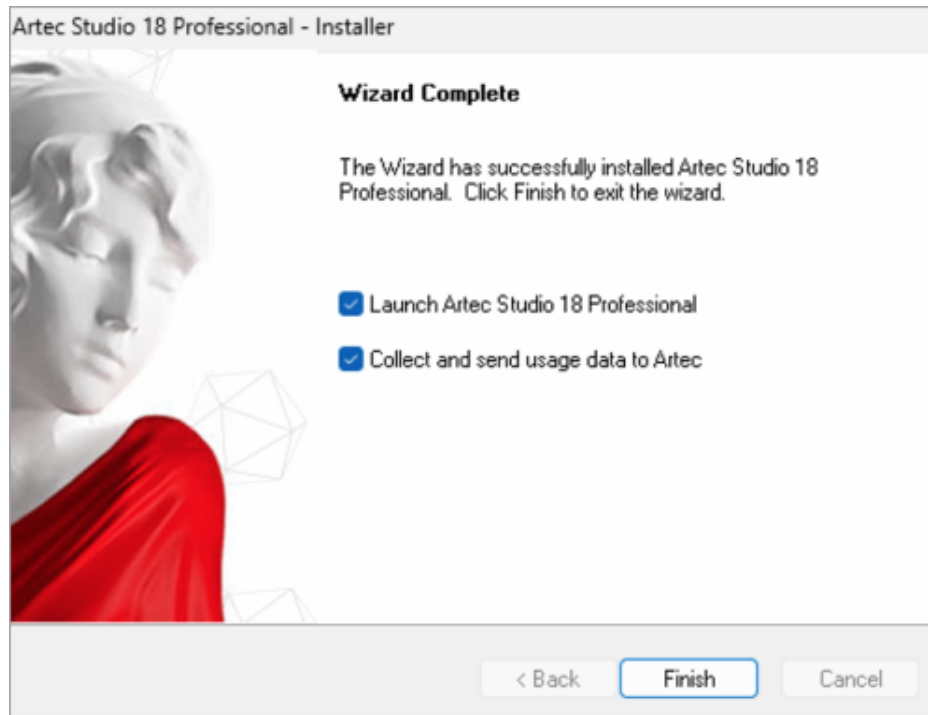 Artec Studio 18 Professional - Installer
Wizard Complete
The Wizard has successfully installed Artec Studio 18
Professional. Click Finish to exit the wizard.
Launch Artec Studio 18 Professional
Collect and send usage data to Artec
< Back Finish Cancel